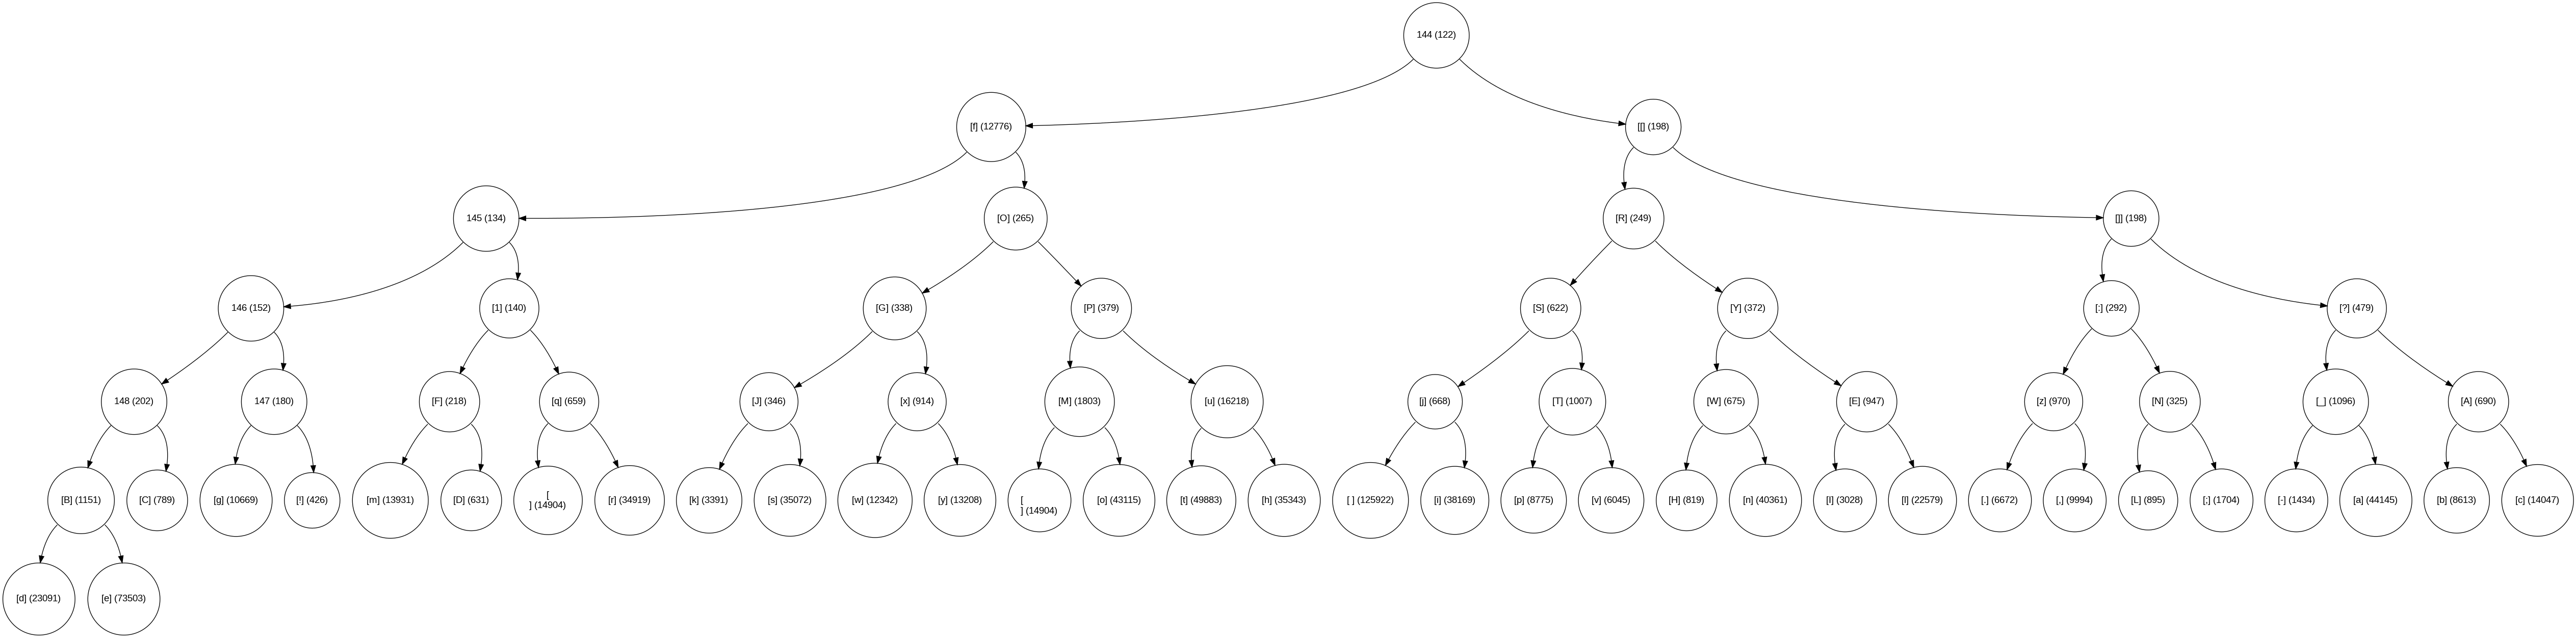 144 (122)
[f] (12776)
[[] (198)
145 (134)
[O] (265)
[R] (249)
[]] (198)
146 (152)
[1] (140)
[G] (338)
[P] (379)
[S] (622)
[Y] (372)
[:] (292)
[?] (479)
148 (202)
147 (180)
[F] (218)
[q] (659)
[J] (346)
[x] (914)
[M] (1803)
[u] (16218)
[j] (668)
[T] (1007)
[W] (675)
[E] (947)
[z] (970)
[N] (325)
[_] (1096)
[A] (690)
[B] (1151)
[C] (789)
[g] (10669)
[!] (426)
[m] (13931)
[D] (631)
[
] (14904)
[r] (34919)
[k] (3391)
[s] (35072)
[w] (12342)
[y] (13208)
[
] (14904)
[o] (43115)
[t] (49883)
[h] (35343)
[ ] (125922)
[i] (38169)
[p] (8775)
[v] (6045)
[H] (819)
[n] (40361)
[I] (3028)
[l] (22579)
[.] (6672)
[,] (9994)
[L] (895)
[;] (1704)
[-] (1434)
[a] (44145)
[b] (8613)
[c] (14047)
[d] (23091)
[e] (73503)